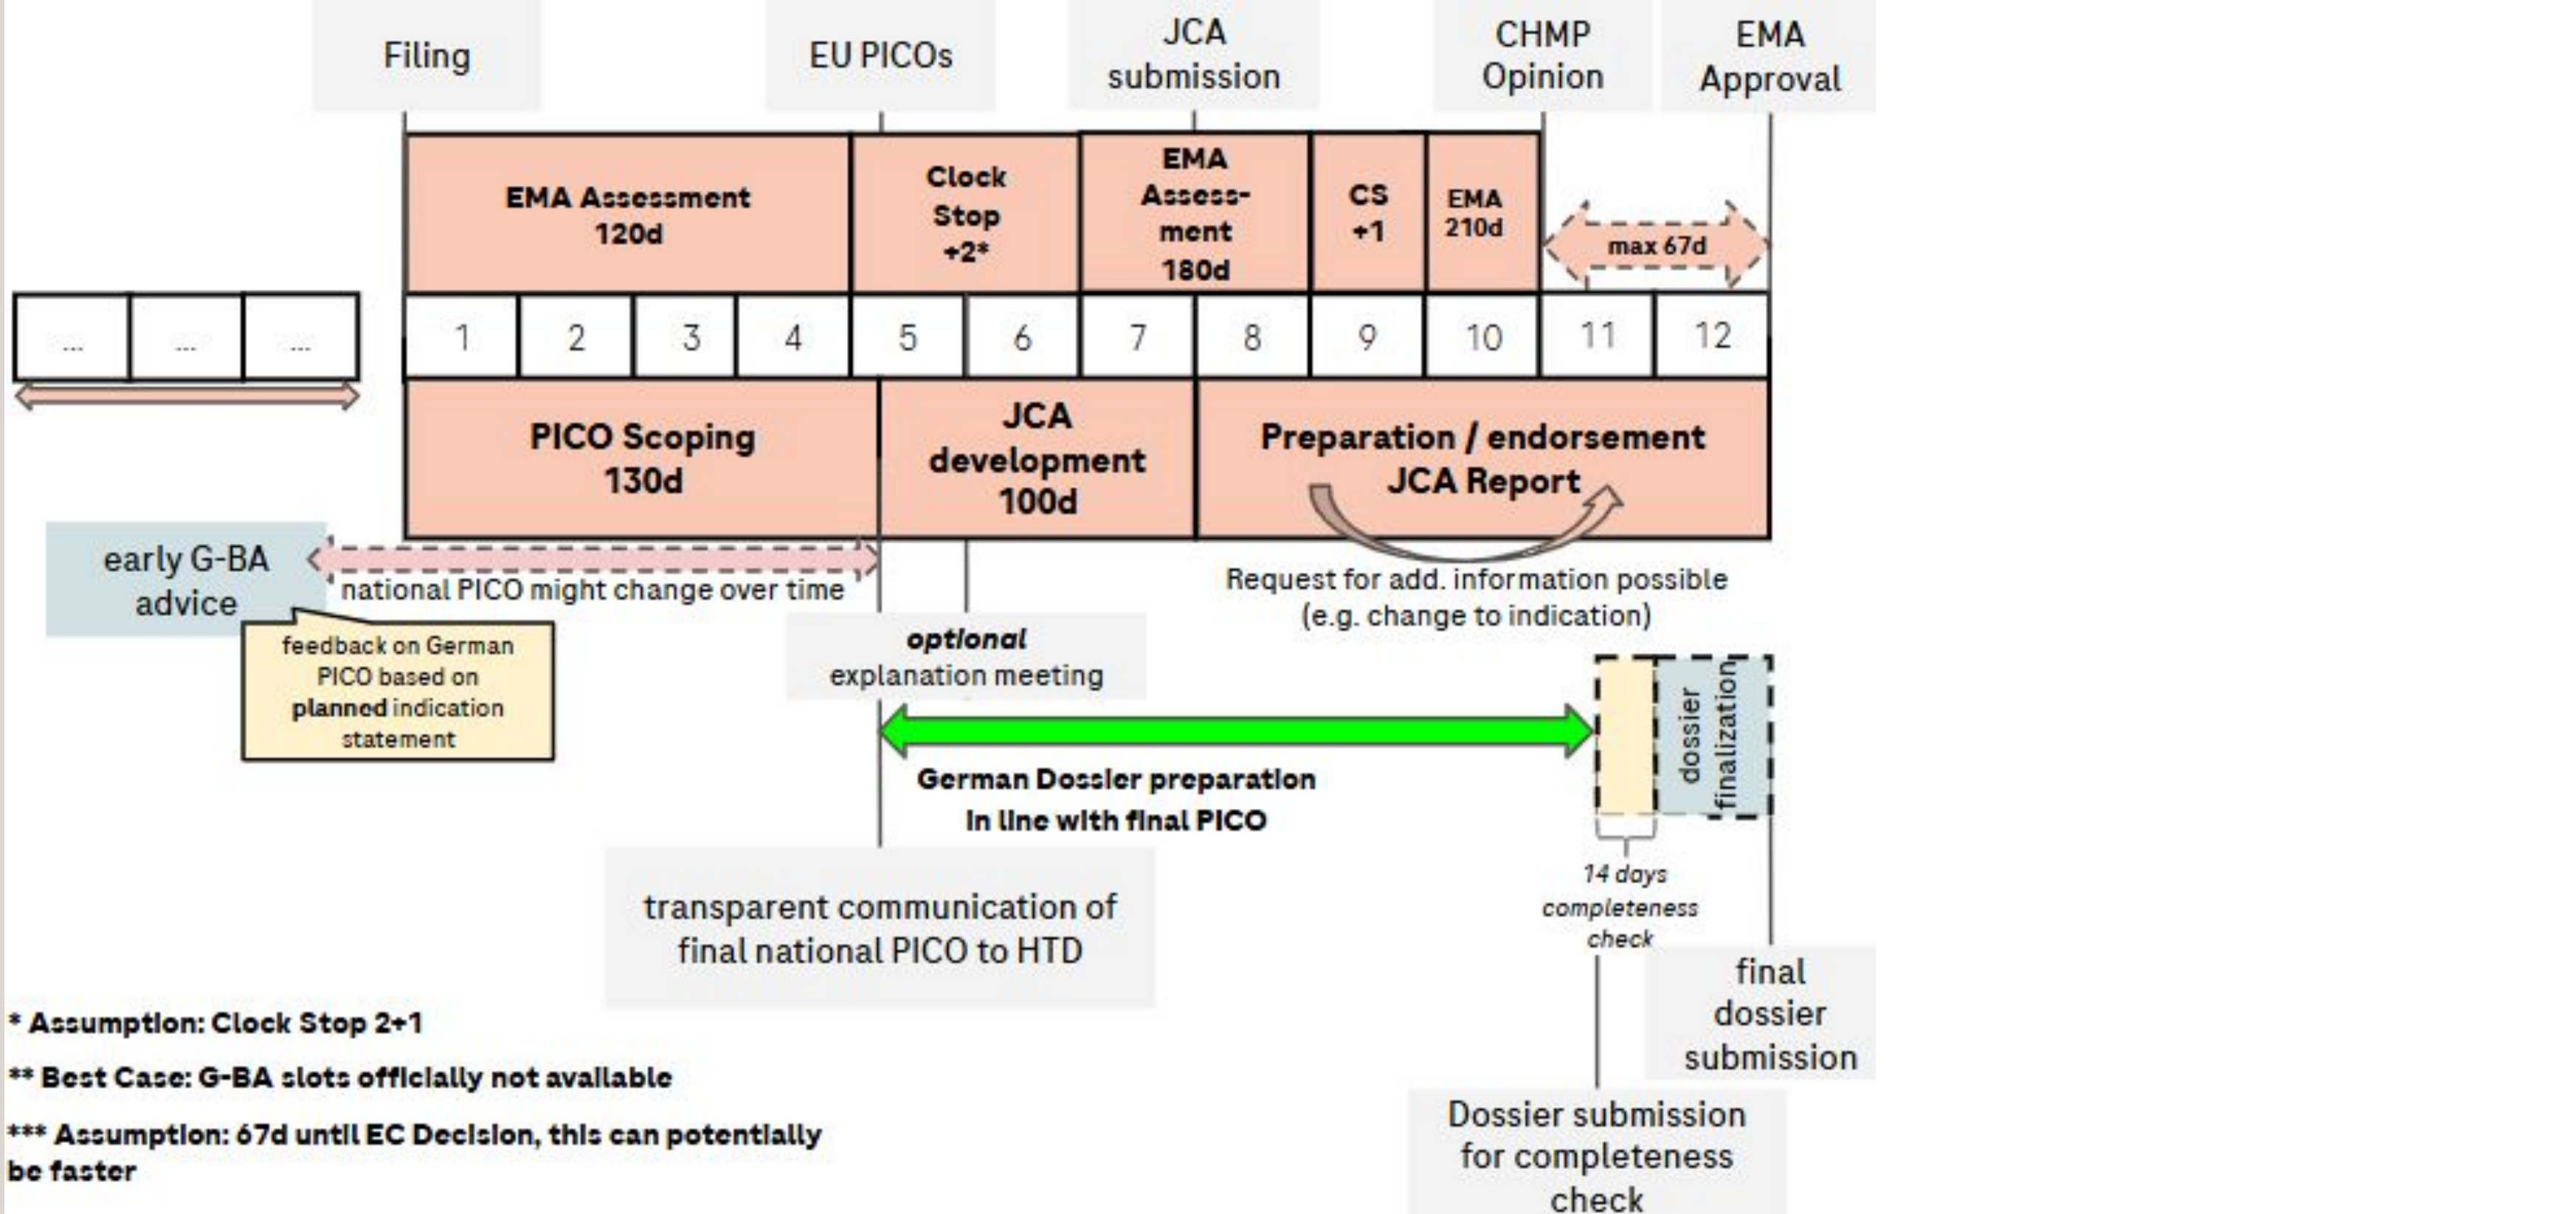 Filing
EU PICOs
JCA
submission
CHMP
Opinion
EMA
Approval
EMA Assessment
120d
Clock
Stop
+2*
EMA
Assess-
ment
180d
CS
+1
EMA
210d
max 67d
...
...
...
1
2
3
4
5
6
7
8
9
10
11
12
PICO Scoping
130d
JCA
development
100d
Preparation / endorsement
JCA Report
early G-BA
advice
national PICO might change over time
Request for add. information possible
(e.g. change to indication)
feedback on German
PICO based on
planned indication
statement
optional
explanation meeting
dossier
finalization
German Dossier preparation
in line with final PICO
14 days
completeness
check
transparent communication of
final national PICO to HTD
final
dossier
submission
* Assumption: Clock Stop 2+1
** Best Case: G-BA slots officially not available
*** Assumption: 67d until EC Decision, this can potentially
be faster
Dossier submission
for completeness
check